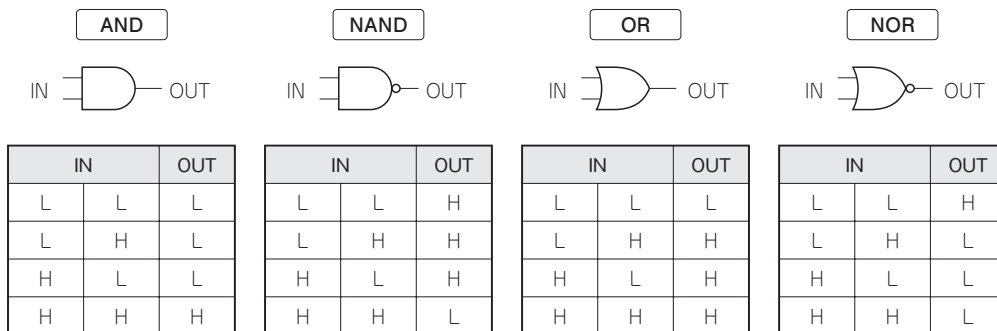 AND NAND OR NOR
IN OUT IN OUT IN OUT IN OUT
IN OUT IN OUT IN OUT IN OUT
L L L L L H L L L L L H
L H L L H H L H H L H L
H L L H L H H L H H L L
H H H H H L H H H H H L